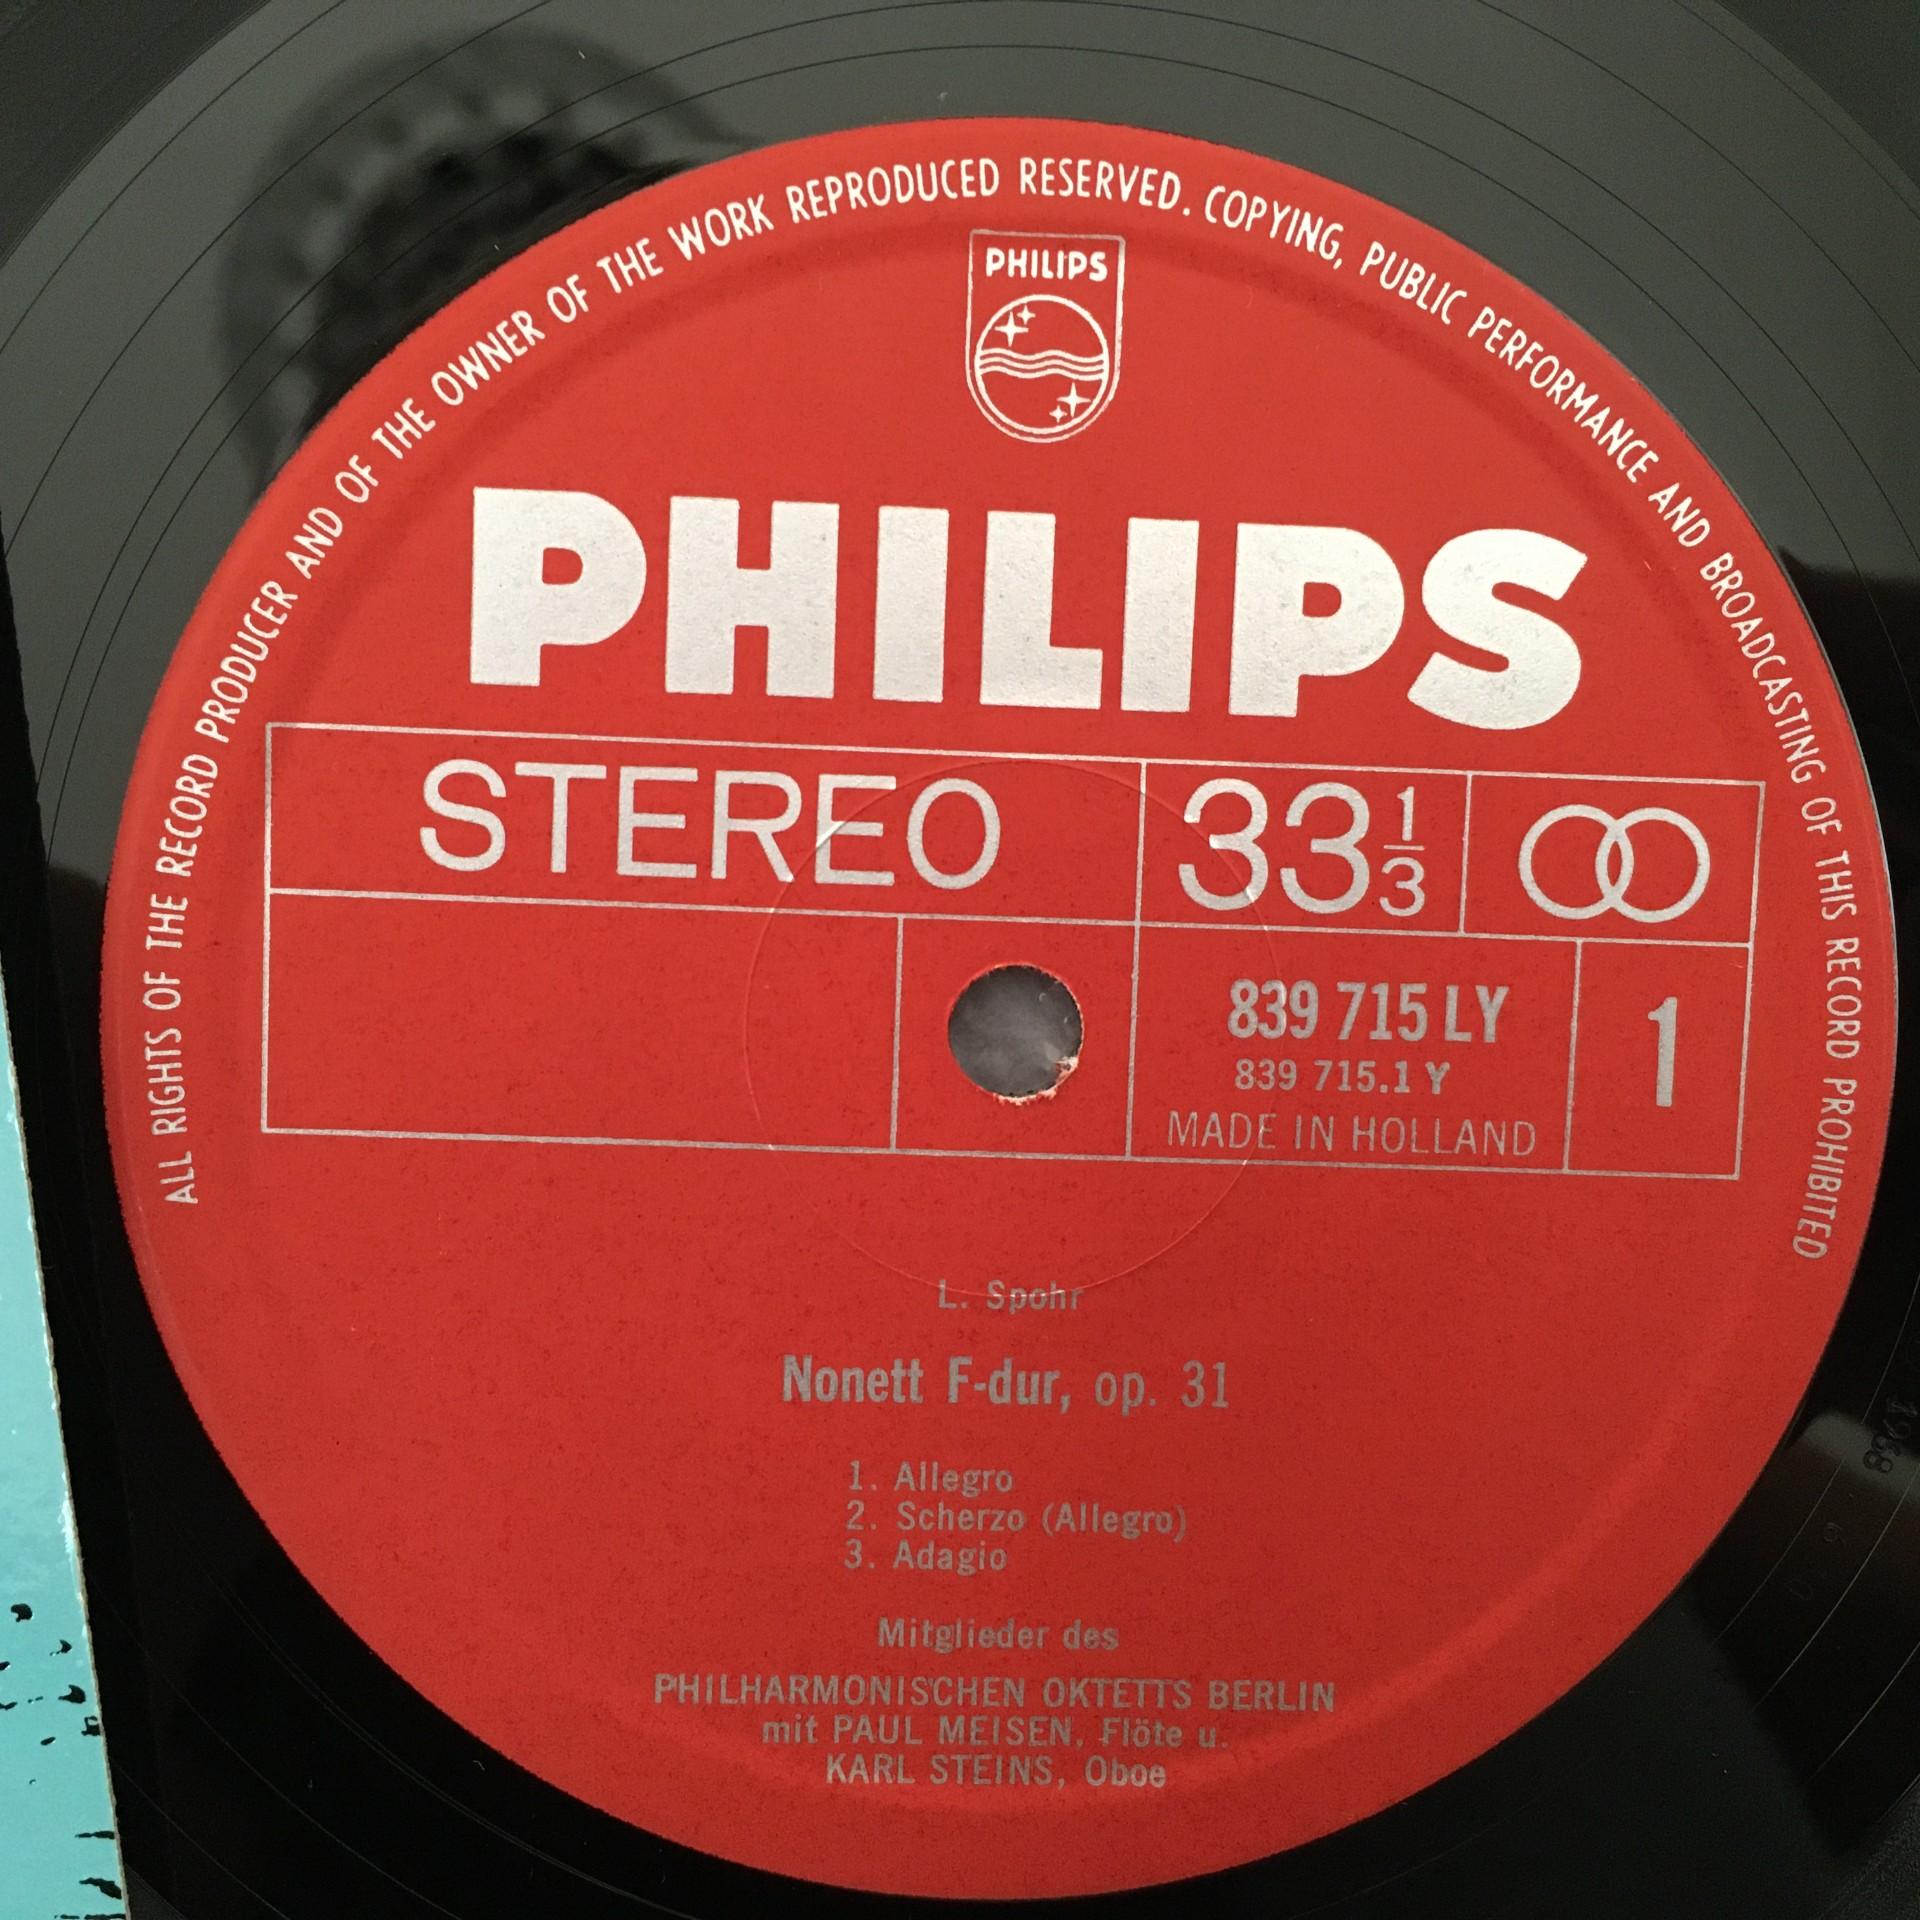 ALL RIGHTS OF THE RECORD PRODUCER AND OF THE OWNER OF THE WORK REPRODUCED RESERVED. COPYING, PUBLIC PERFORMANCE AND BROADCASTING OF THIS RECORD PROHIBITED
PHILIPS
PHILIPS
STEREO 33 1/3
839 715 LY
839 715.1 Y
MADE IN HOLLAND
1
L. Spohr
Nonett F-dur, op. 31
1. Allegro
2. Scherzo (Allegro)
3. Adagio
Mitglieder des
PHILHARMONISCHEN OKTETTS BERLIN
mit PAUL MEISEN, Flöte u.
KARL STEINS, Oboe
1968